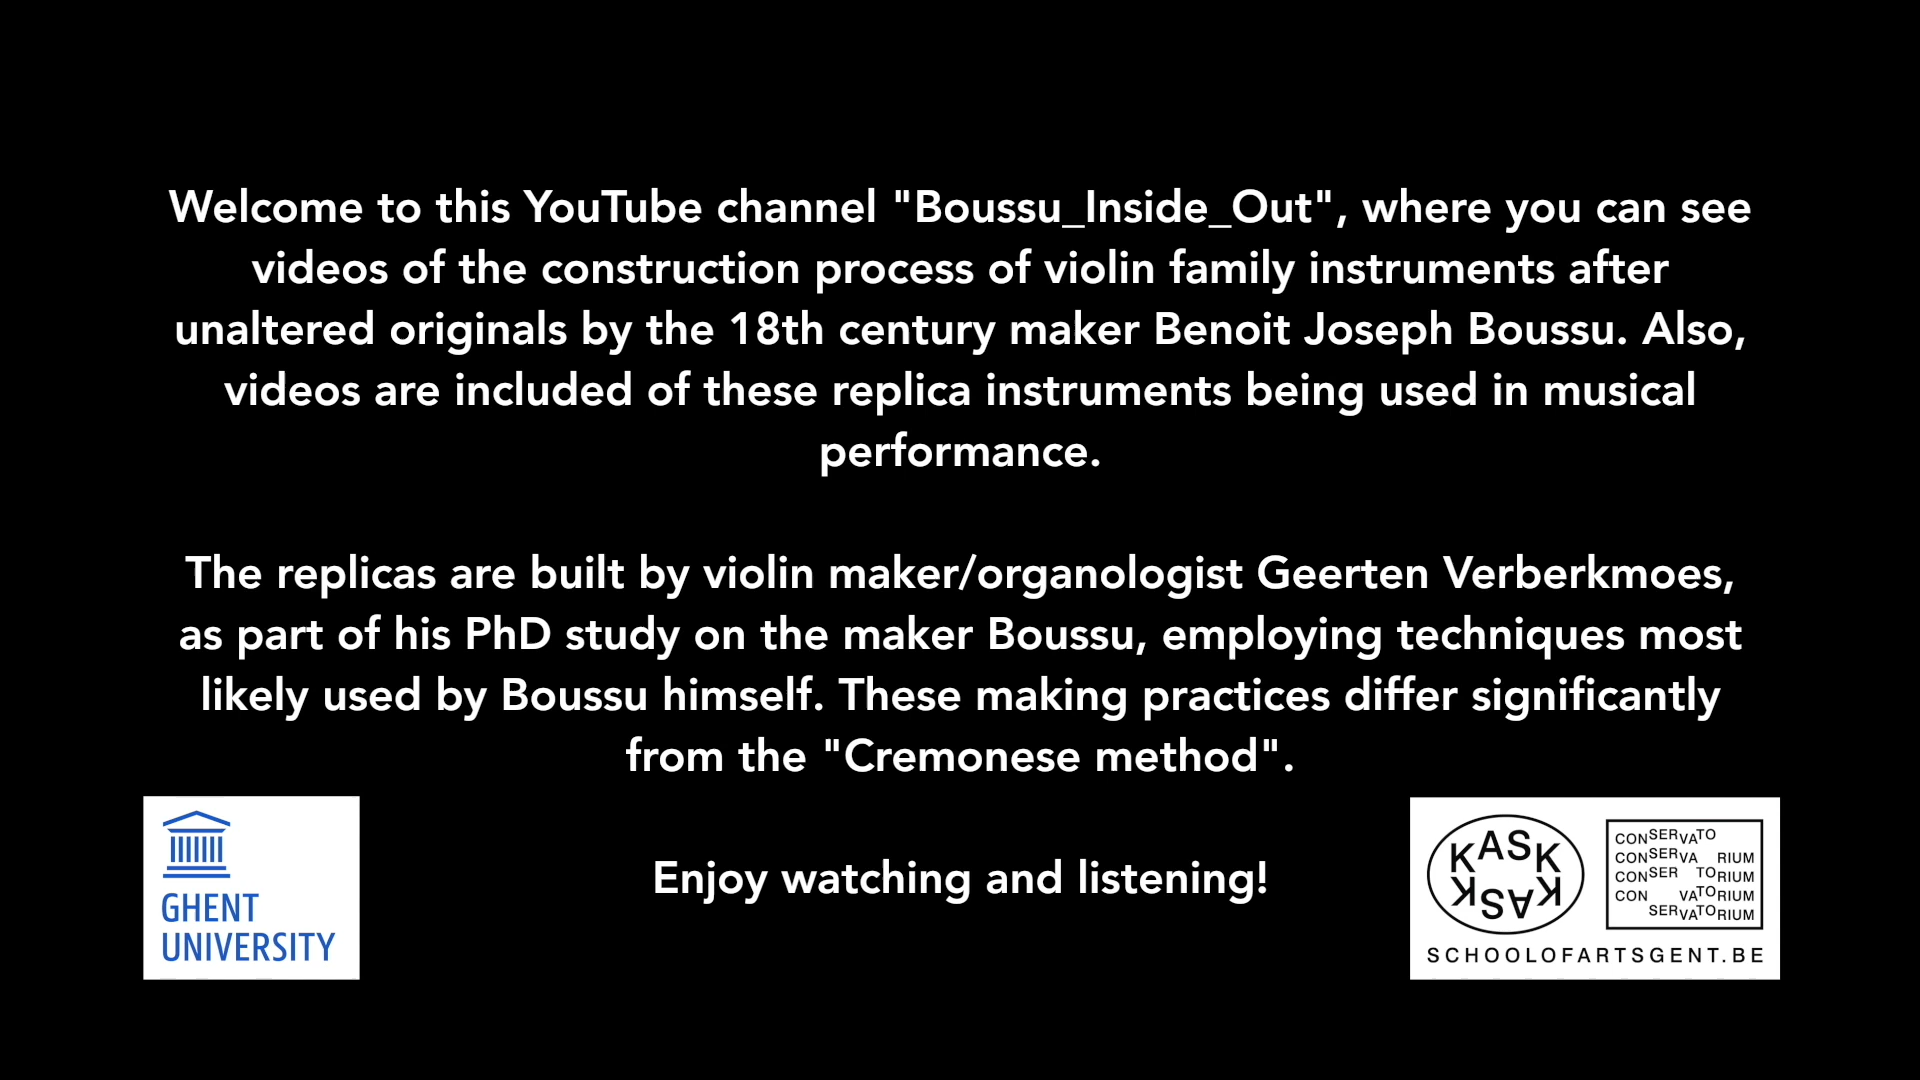 Welcome to this YouTube channel "Boussu_Inside_Out", where you can see
videos of the construction process of violin family instruments after
unaltered originals by the 18th century maker Benoit Joseph Boussu. Also,
videos are included of these replica instruments being used in musical
performance.
The replicas are built by violin maker/organologist Geerten Verberkmoes,
as part of his PhD study on the maker Boussu, employing techniques most
likely used by Boussu himself. These making practices differ significantly
from the "Cremonese method".
Enjoy watching and listening!
GHENT
UNIVERSITY
KASK
KASK
CONSERVATO
CONSERVA RIUM
CONSER TORIUM
CON VATORIUM
SERVATORIUM
SCHOOLOFARTSGENT.BE